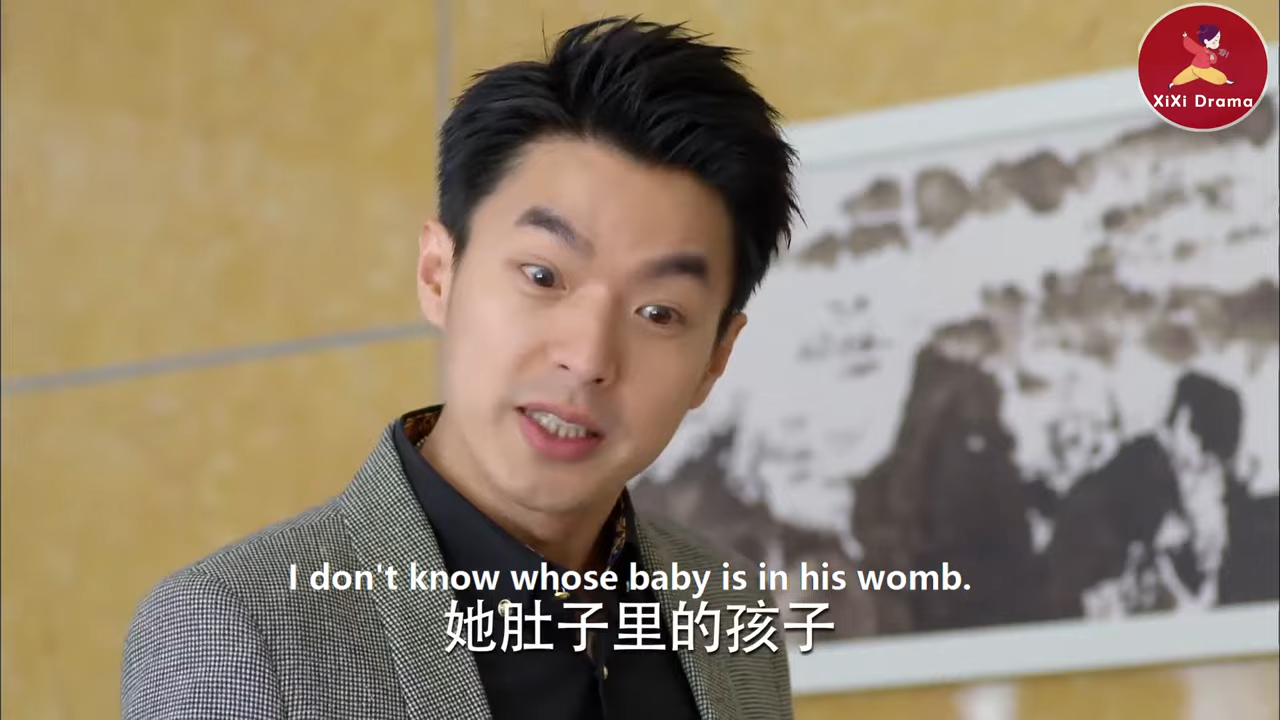 XiXi Drama
I don't know whose baby is in his womb.
她肚子里的孩子